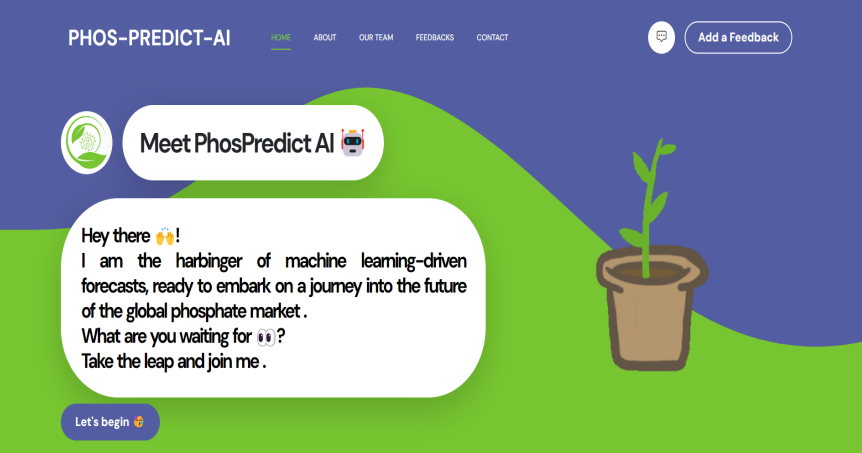 PHOS-PREDICT-AI
HOME ABOUT OUR TEAM FEEDBACKS CONTACT
Add a Feedback
Meet PhosPredict AI 🤖
Hey there 🙌!
I am the harbinger of machine learning-driven
forecasts, ready to embark on a journey into the future
of the global phosphate market .
What are you waiting for 👀?
Take the leap and join me .
Let's begin